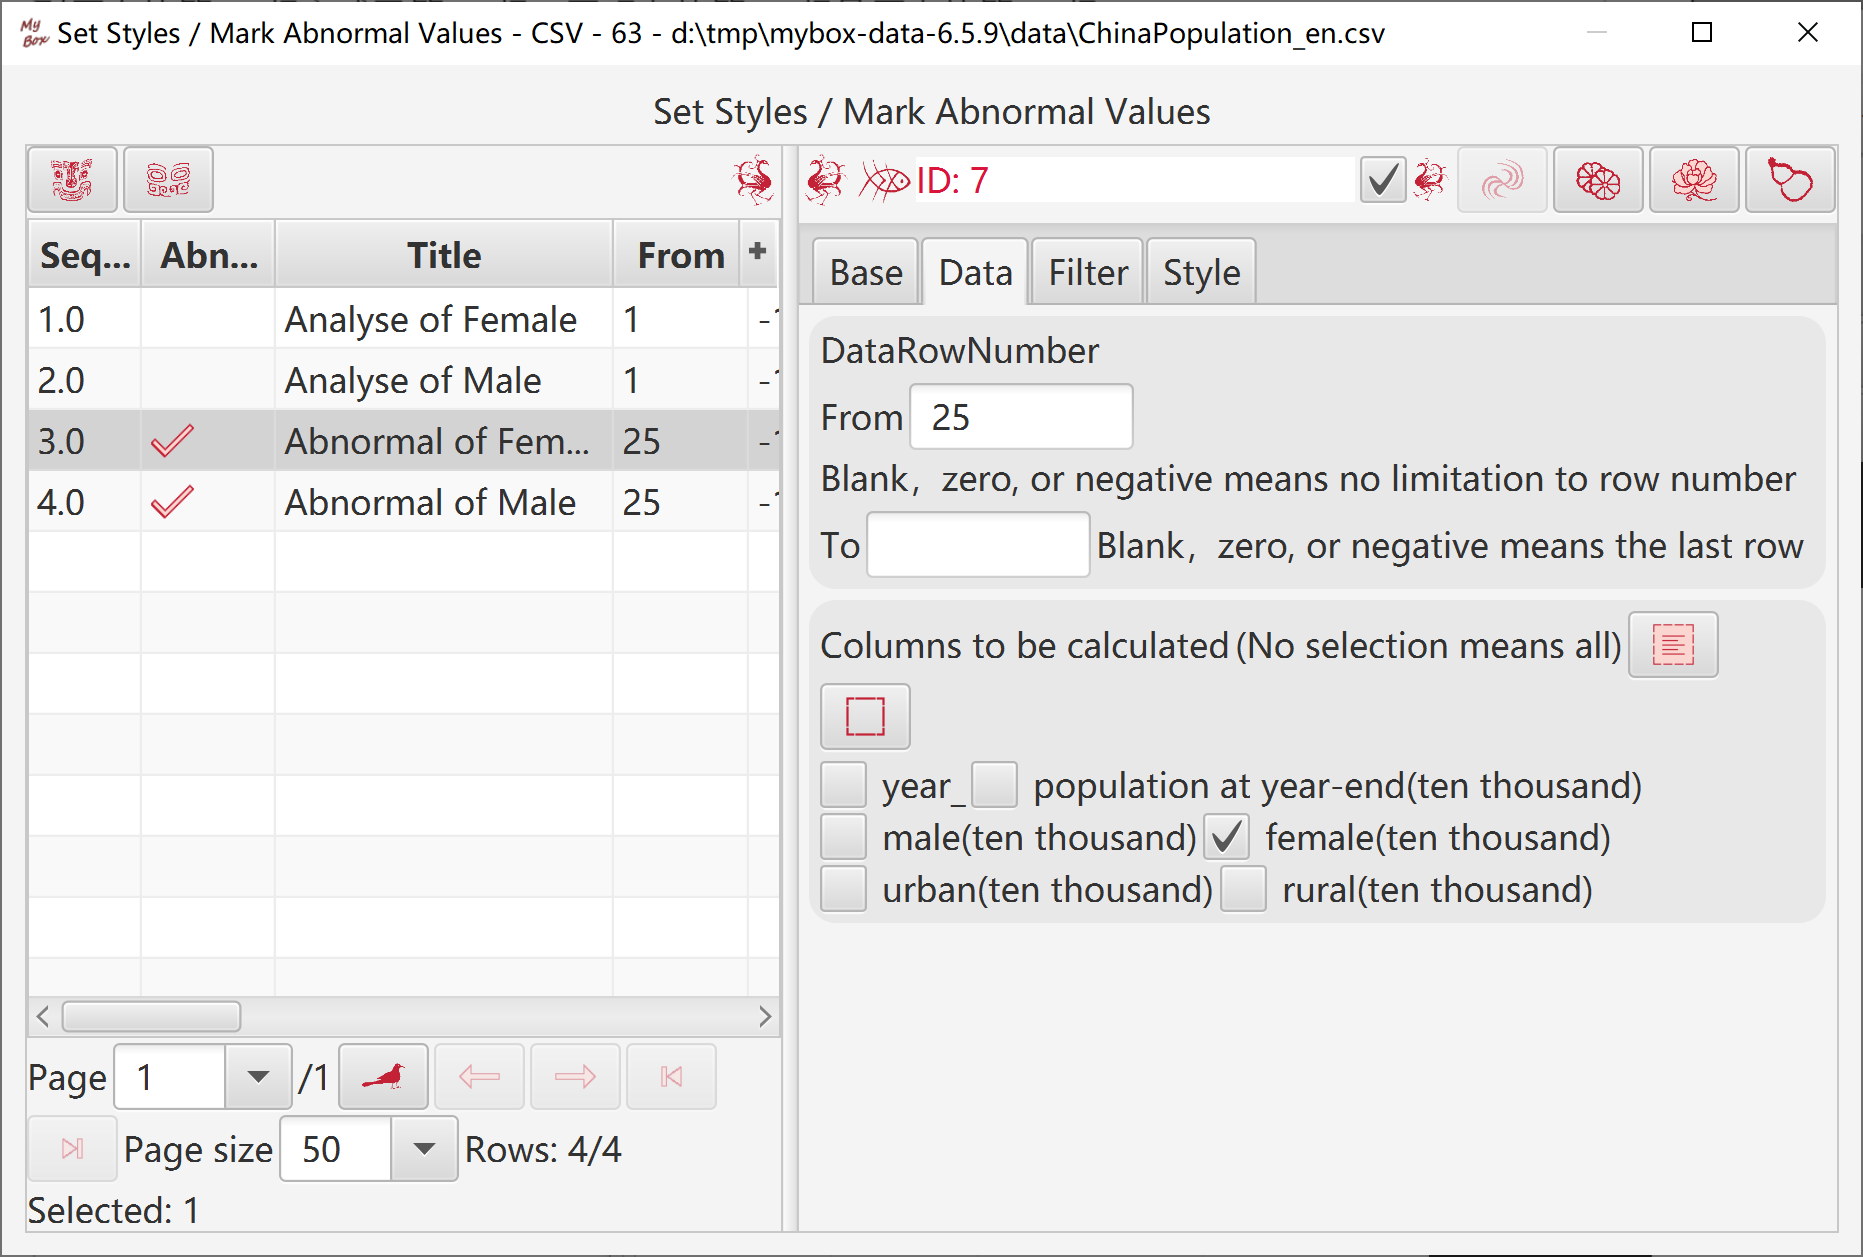 My Box Set Styles / Mark Abnormal Values - CSV - 63 - d:\tmp\mybox-data-6.5.9\data\ChinaPopulation_en.csv
Set Styles / Mark Abnormal Values
ID: 7
Seq... Abn... Title From +
1.0 Analyse of Female 1
2.0 Analyse of Male 1
3.0 Abnormal of Fem... 25
4.0 Abnormal of Male 25
Page 1 /1
Page size 50 Rows: 4/4
Selected: 1
Base Data Filter Style
DataRowNumber
From 25
Blank，zero, or negative means no limitation to row number
To Blank，zero, or negative means the last row
Columns to be calculated(No selection means all)
year_ population at year-end(ten thousand)
male(ten thousand) female(ten thousand)
urban(ten thousand) rural(ten thousand)